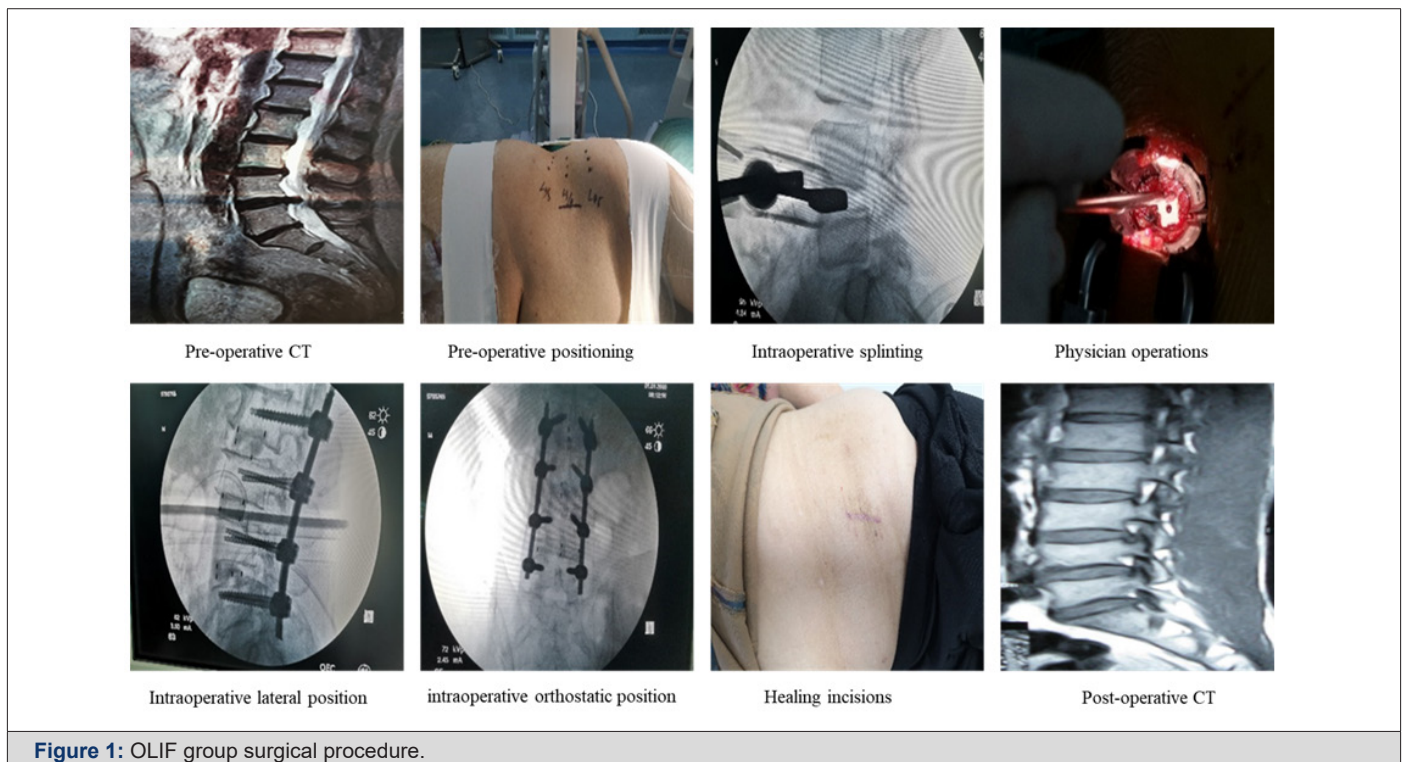 Pre-operative CT
Pre-operative positioning
Intraoperative splinting
Physician operations
Intraoperative lateral position
intraoperative orthostatic position
Healing incisions
Post-operative CT
Figure 1: OLIF group surgical procedure.